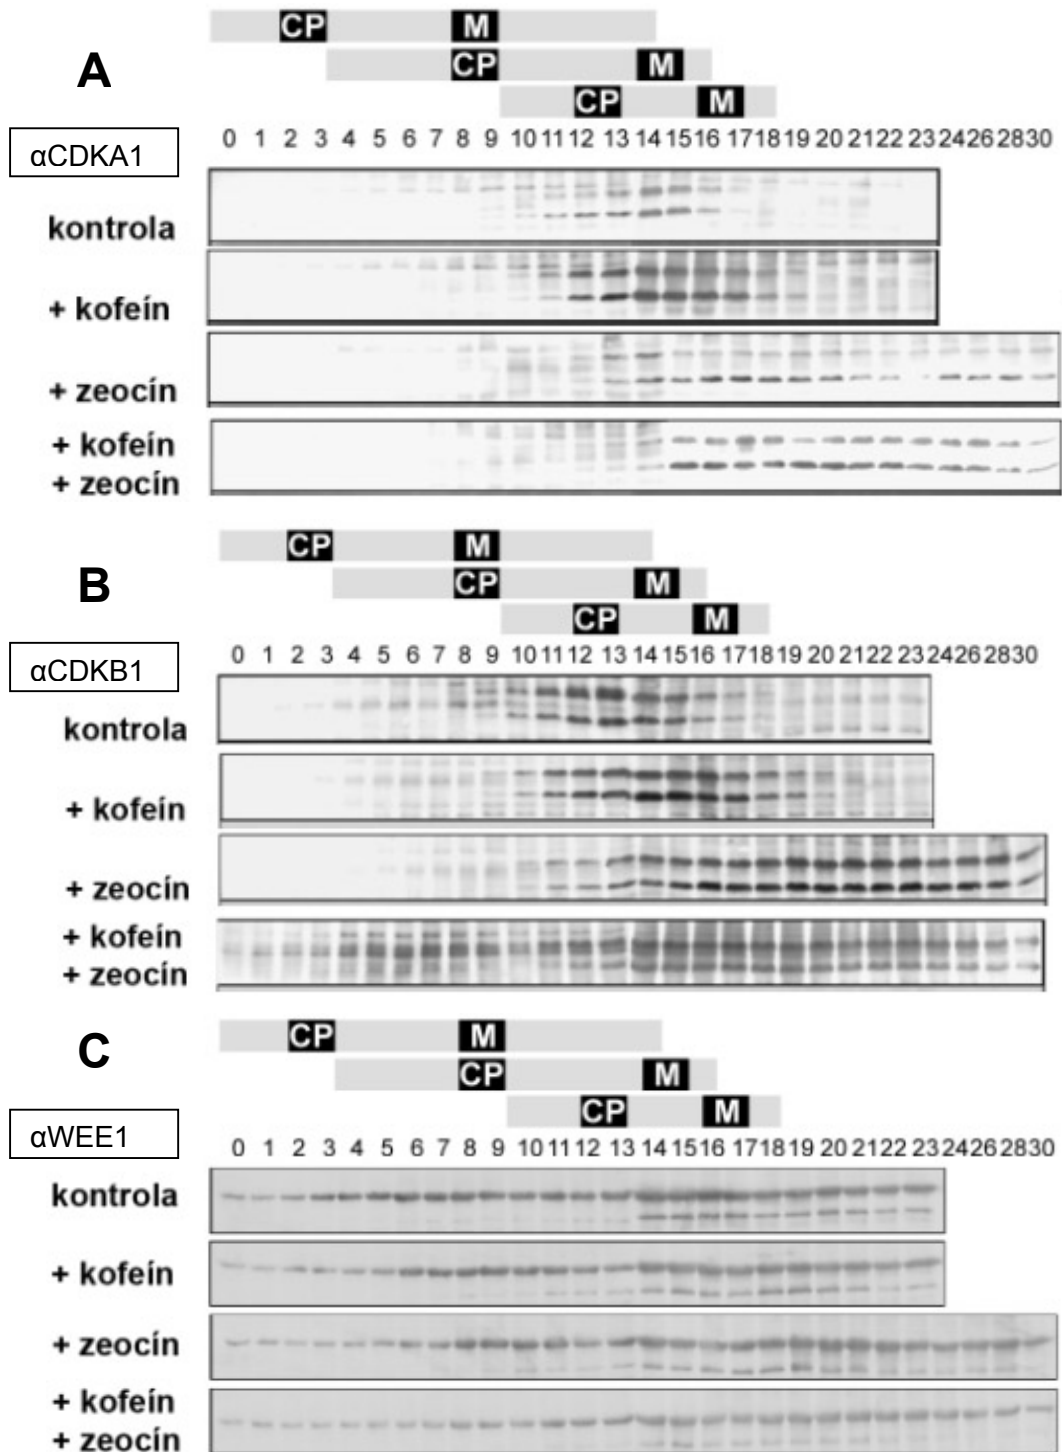 CP M
A
CP M
CP M
0 1 2 3 4 5 6 7 8 9 10 11 12 13 14 15 16 17 18 19 20 21 22 23 24 26 28 30
αCDKA1
kontrola
+ kofeín
+ zeocín
+ kofeín
+ zeocín
CP M
B
CP M
CP M
0 1 2 3 4 5 6 7 8 9 10 11 12 13 14 15 16 17 18 19 20 21 22 23 24 26 28 30
αCDKB1
kontrola
+ kofeín
+ zeocín
+ kofeín
+ zeocín
CP M
C
CP M
CP M
0 1 2 3 4 5 6 7 8 9 10 11 12 13 14 15 16 17 18 19 20 21 22 23 24 26 28 30
αWEE1
kontrola
+ kofeín
+ zeocín
+ kofeín
+ zeocín